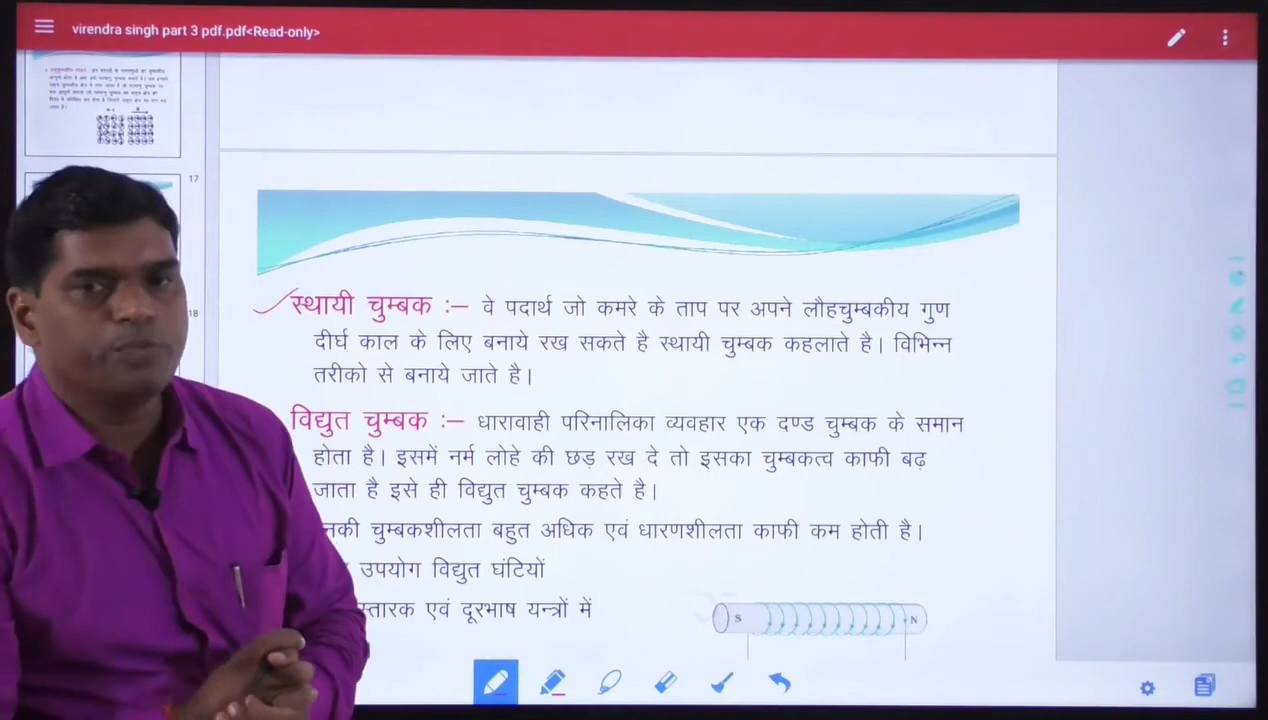 virendra singh part 3 pdf.pdf<Read-only>
17
18
स्थायी चुम्बक :– वे पदार्थ जो कमरे के ताप पर अपने लौहचुम्बकीय गुण
दीर्घ काल के लिए बनाये रख सकते है स्थायी चुम्बक कहलाते है। विभिन्न
तरीको से बनाये जाते है।
विद्युत चुम्बक :– धारावाही परिनालिका व्यवहार एक दण्ड चुम्बक के समान
होता है। इसमें नर्म लोहे की छड़ रख दे तो इसका चुम्बकत्व काफी बढ़
जाता है इसे ही विद्युत चुम्बक कहते है।
चुम्बकशीलता बहुत अधिक एवं धारणशीलता काफी कम होती है।
उपयोग विद्युत घंटियों
एवं दूरभाष यन्त्रों में
S N